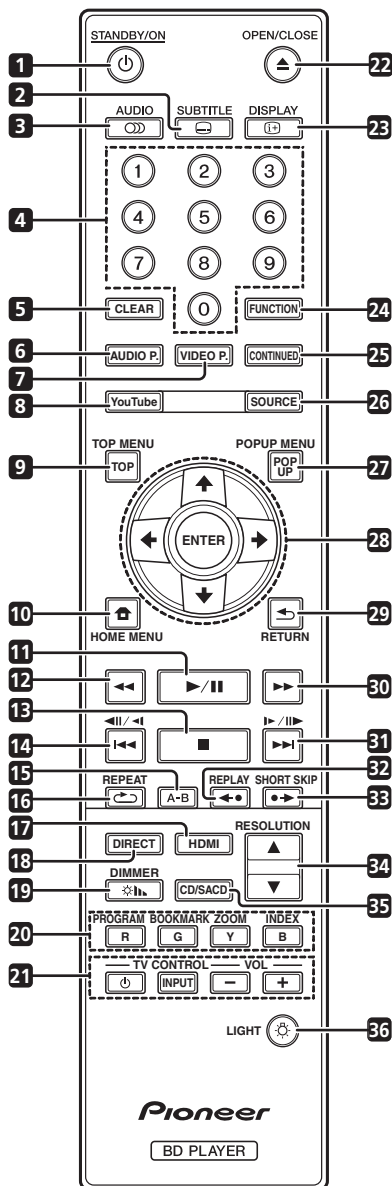 STANDBY/ON OPEN/CLOSE
1 22
2
AUDIO SUBTITLE DISPLAY
3 23
1 2 3
4 4 5 6
7 8 9
0
5 CLEAR FUNCTION 24
6 AUDIO P. VIDEO P. CONTINUED 25
7
8 YouTube SOURCE 26
TOP MENU POPUP MENU
9 TOP POP UP 27
ENTER 28
10 29
HOME MENU RETURN
11
12 30
13
14 31
15 32
REPEAT REPLAY SHORT SKIP
16 A-B 33
17 RESOLUTION
18 DIRECT HDMI 34
DIMMER
19 CD/SACD 35
PROGRAM BOOKMARK ZOOM INDEX
20 R G Y B
TV CONTROL VOL
21 INPUT − +
LIGHT 36
Pioneer
BD PLAYER